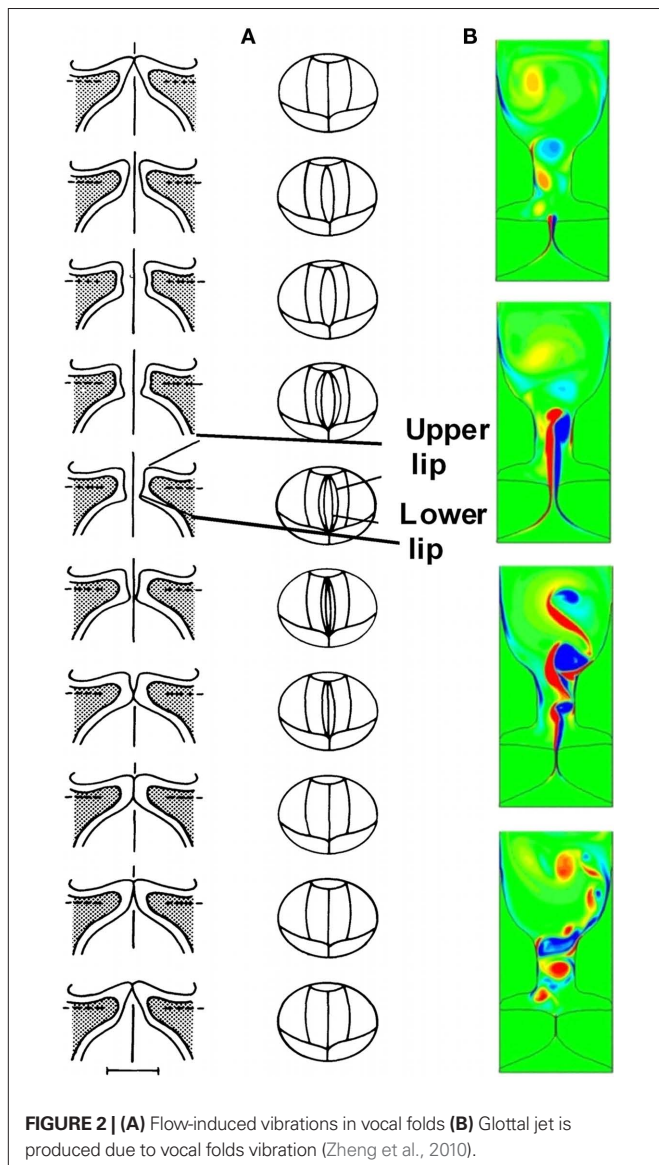 A
B
Upper
lip
Lower
lip
FIGURE 2 | (A) Flow-induced vibrations in vocal folds (B) Glottal jet is
produced due to vocal folds vibration (Zheng et al., 2010).